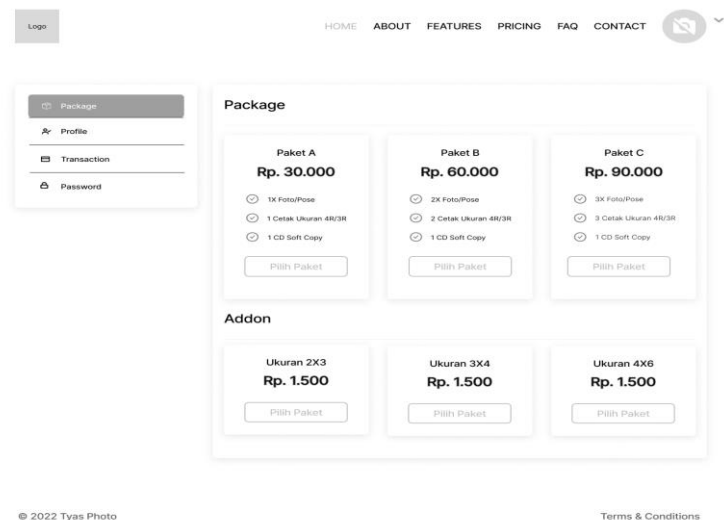 Logo
HOME ABOUT FEATURES PRICING FAQ CONTACT
Package
Profile
Transaction
Password
Package
Paket A
Rp. 30.000
1X Foto/Pose
1 Cetak Ukuran 4R/3R
1 CD Soft Copy
Pilih Paket
Paket B
Rp. 60.000
2X Foto/Pose
2 Cetak Ukuran 4R/3R
1 CD Soft Copy
Pilih Paket
Paket C
Rp. 90.000
3X Foto/Pose
3 Cetak Ukuran 4R/3R
1 CD Soft Copy
Pilih Paket
Addon
Ukuran 2X3
Rp. 1.500
Pilih Paket
Ukuran 3X4
Rp. 1.500
Pilih Paket
Ukuran 4X6
Rp. 1.500
Pilih Paket
© 2022 Tyas Photo
Terms & Conditions